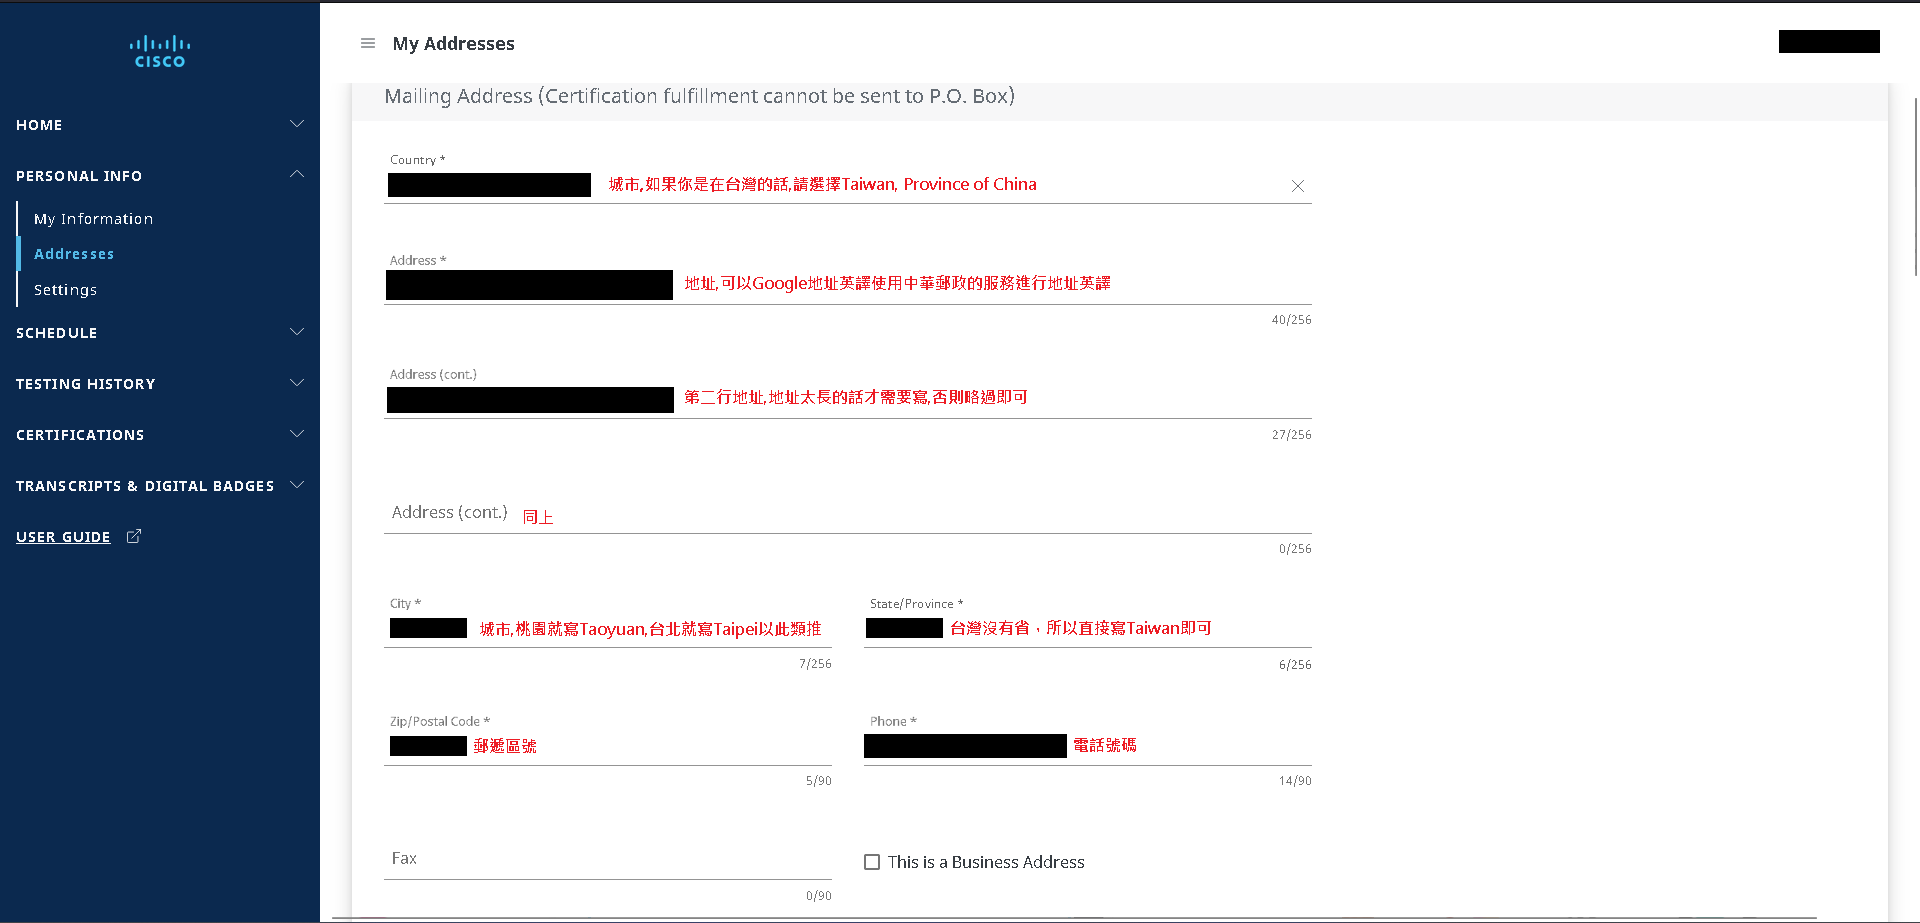 CISCO
My Addresses
HOME
PERSONAL INFO
My Information
Addresses
Settings
SCHEDULE
TESTING HISTORY
CERTIFICATIONS
TRANSCRIPTS & DIGITAL BADGES
USER GUIDE
Mailing Address (Certification fulfillment cannot be sent to P.O. Box)
Country *
城市,如果你是在台灣的話,請選擇Taiwan, Province of China
Address *
地址,可以Google地址英譯使用中華郵政的服務進行地址英譯
40/256
Address (cont.)
第二行地址,地址太長的話才需要寫,否則略過即可
27/256
Address (cont.) 同上
0/256
City *
城市,桃園就寫Taoyuan,台北就寫Taipei以此類推
7/256
State/Province *
台灣沒有省，所以直接寫Taiwan即可
6/256
Zip/Postal Code *
郵遞區號
5/90
Phone *
電話號碼
14/90
Fax
0/90
This is a Business Address